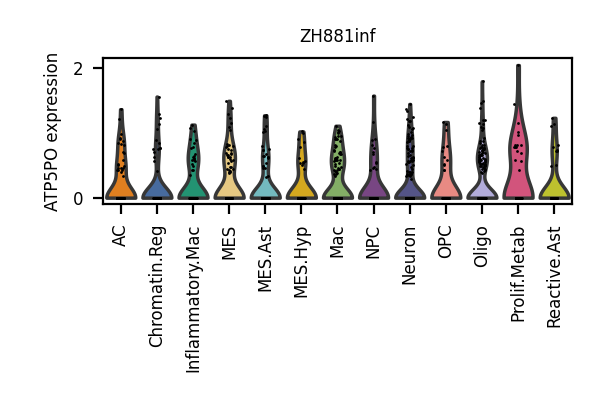 ZH881inf
ATP5PO expression
2
0
AC
Chromatin.Reg
Inflammatory.Mac
MES
MES.Ast
MES.Hyp
Mac
NPC
Neuron
OPC
Oligo
Prolif.Metab
Reactive.Ast